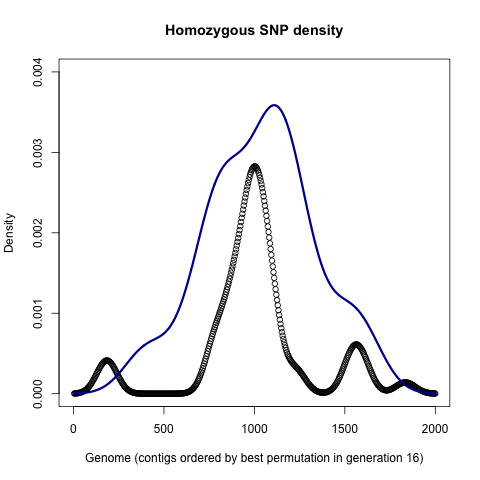 Homozygous SNP density
Density
0.004
0.003
0.002
0.001
0.000
0 500 1000 1500 2000
Genome (contigs ordered by best permutation in generation 16)